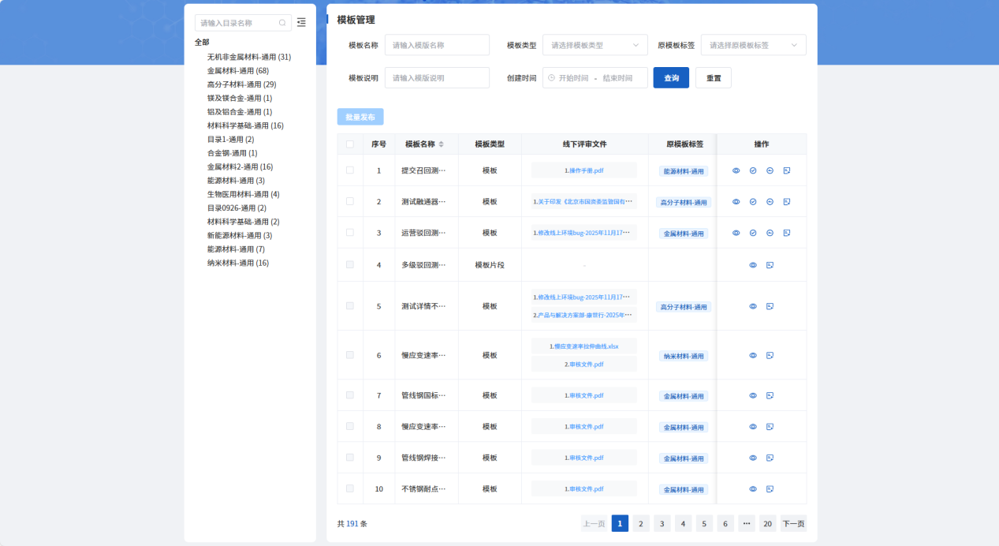 请输入目录名称
全部
无机非金属材料-通用 (31)
金属材料-通用 (68)
高分子材料-通用 (29)
镁及镁合金-通用 (1)
铝及铝合金-通用 (1)
材料科学基础-通用 (16)
目录1-通用 (2)
合金钢-通用 (1)
金属材料2-通用 (16)
能源材料-通用 (3)
生物医用材料-通用 (4)
目录0926-通用 (2)
材料科学基础-通用 (2)
新能源材料-通用 (3)
能源材料-通用 (7)
纳米材料-通用 (16)
模板管理
模板名称 请输入模版名称 模板类型 请选择模板类型 原模板标签 请选择原模板标签
模板说明 请输入模版说明 创建时间 开始时间 - 结束时间 查询 重置
批量发布
序号 模板名称 模板类型 线下评审文件 原模板标签 操作
1 提交召回测… 模板 1.操作手册.pdf 能源材料-通用
2 测试融通器… 模板 1.关于印发《北京市国资委监管国有… 高分子材料-通用
3 运营驳回测… 模板 1.修改线上环境bug-2025年11月17… 金属材料-通用
4 多级驳回测… 模板片段 -
5 测试详情不… 模板 1.修改线上环境bug-2025年11月17… 高分子材料-通用
2.产品与解决方案部-康世行-2025年…
6 慢应变速率… 模板 1.慢应变速率拉伸曲线.xlsx 纳米材料-通用
2.审核文件.pdf
7 管线钢国标… 模板 1.审核文件.pdf 金属材料-通用
8 慢应变速率… 模板 1.审核文件.pdf 金属材料-通用
9 管线钢焊接… 模板 1.审核文件.pdf 金属材料-通用
10 不锈钢耐点… 模板 1.审核文件.pdf 金属材料-通用
共 191 条 上一页 1 2 3 4 5 6 … 20 下一页